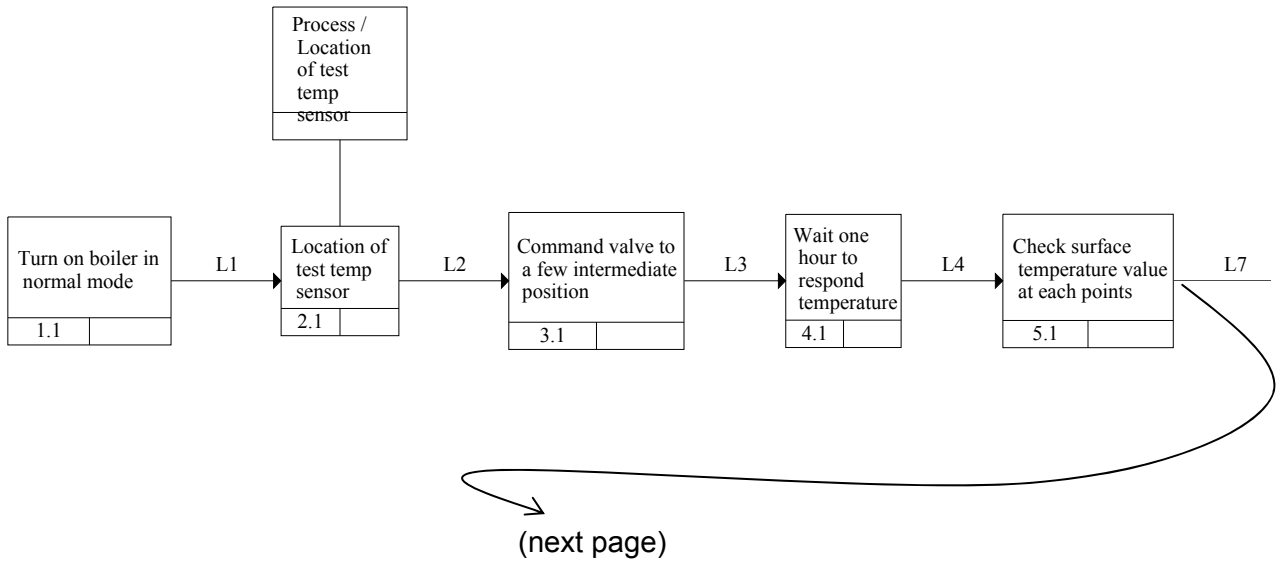 Process /
Location
of test
temp
sensor
Turn on boiler in
normal mode
1.1
L1
Location of
test temp
sensor
2.1
L2
Command valve to
a few intermediate
position
3.1
L3
Wait one
hour to
respond
temperature
4.1
L4
Check surface
temperature value
at each points
5.1
L7
(next page)